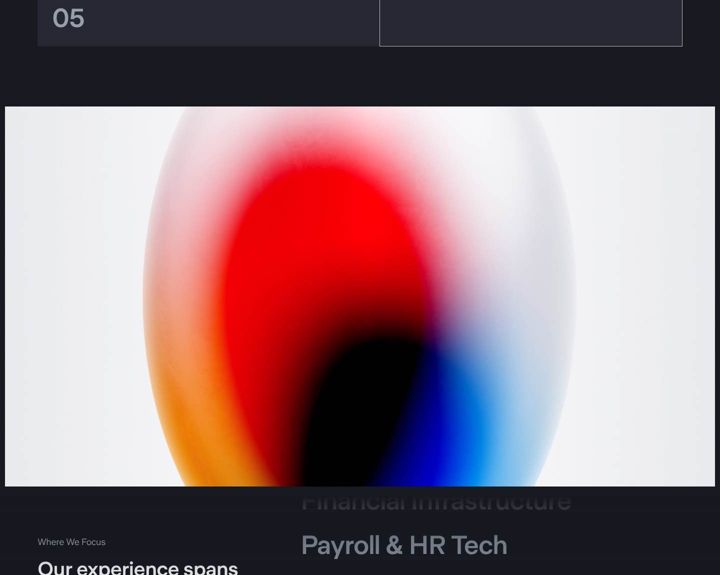 05
Financial Infrastructure
Where We Focus
Payroll & HR Tech
Our experience spans